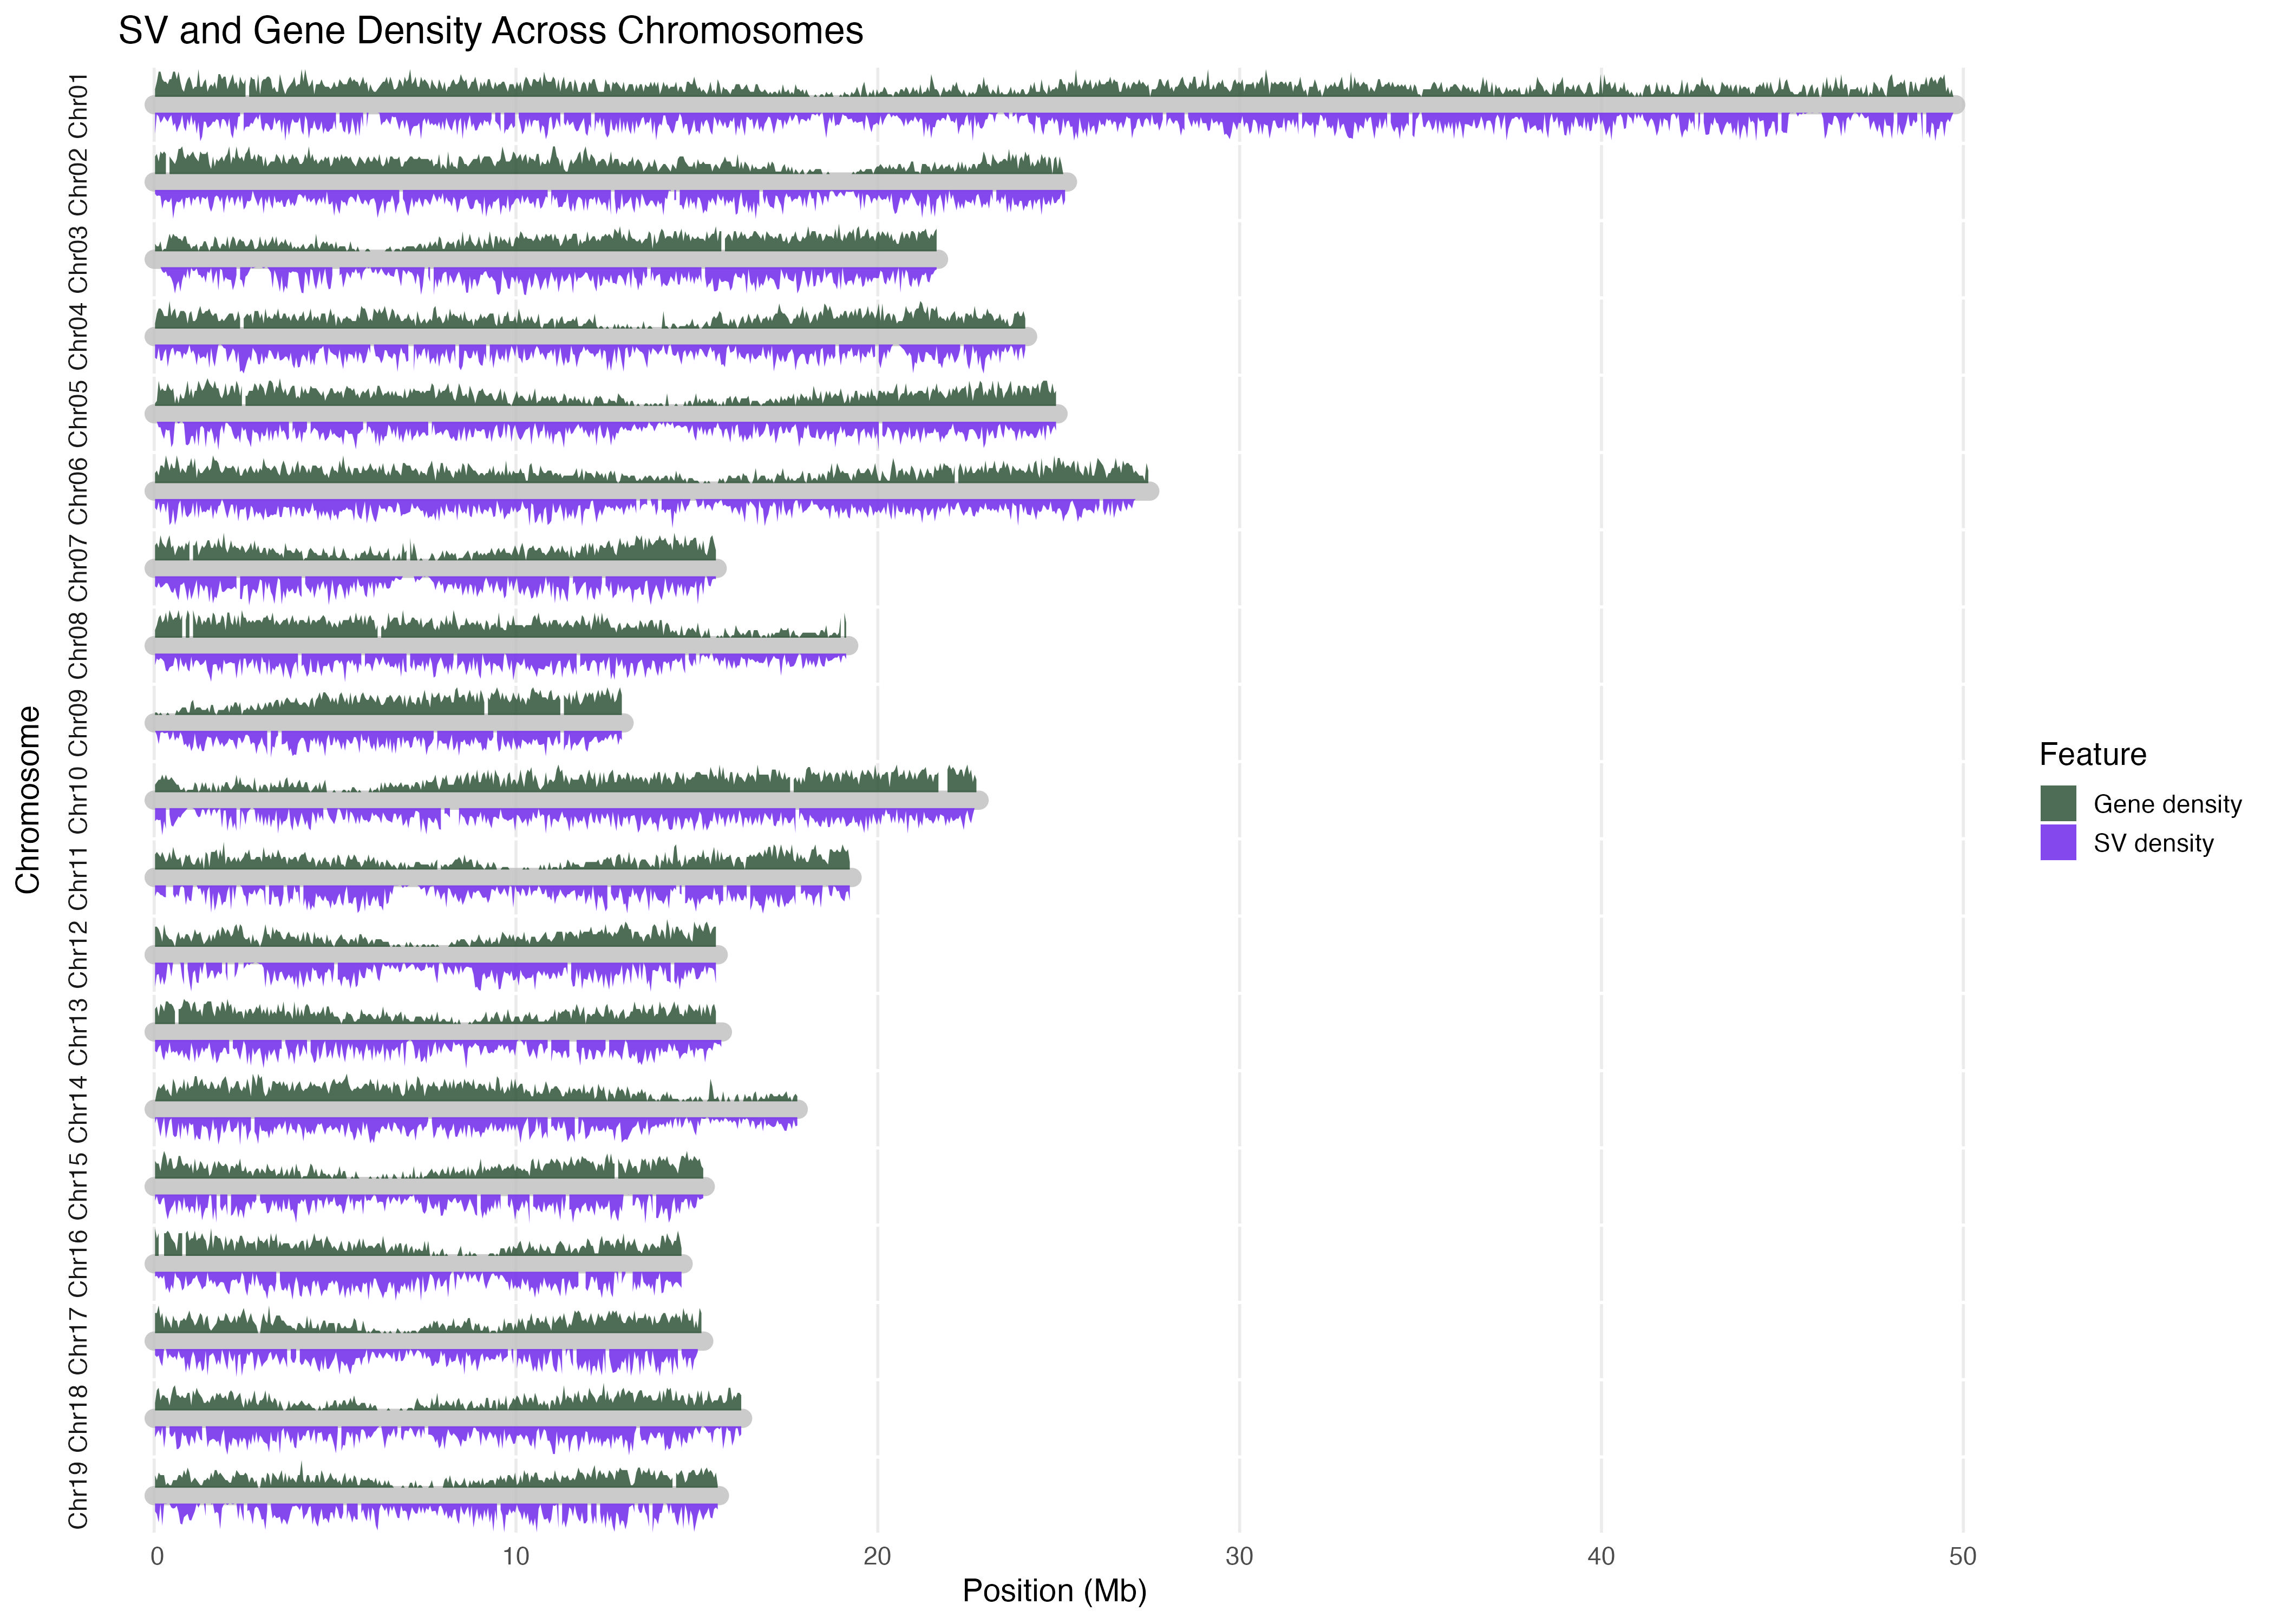 SV and Gene Density Across Chromosomes
Chromosome
Chr01
Chr02
Chr03
Chr04
Chr05
Chr06
Chr07
Chr08
Chr09
Chr10
Chr11
Chr12
Chr13
Chr14
Chr15
Chr16
Chr17
Chr18
Chr19
0 10 20 30 40 50
Position (Mb)
Feature
Gene density
SV density